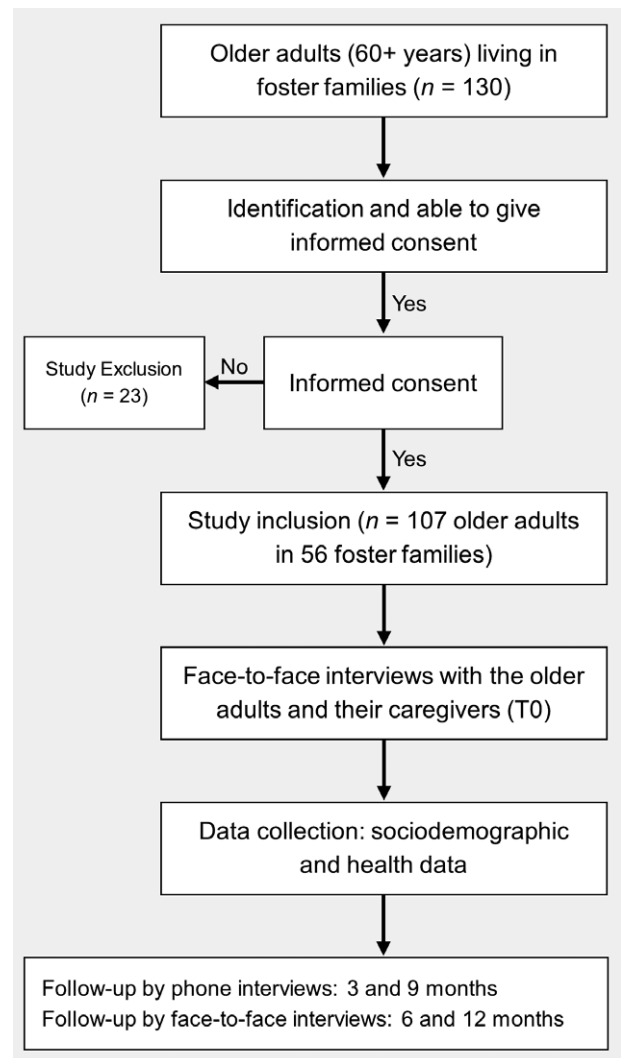 Older adults (60+ years) living in
foster families (n = 130)
Identification and able to give
informed consent
Yes
Study Exclusion
(n = 23)
No
Informed consent
Yes
Study inclusion (n = 107 older adults
in 56 foster families)
Face-to-face interviews with the older
adults and their caregivers (T0)
Data collection: sociodemographic
and health data
Follow-up by phone interviews: 3 and 9 months
Follow-up by face-to-face interviews: 6 and 12 months